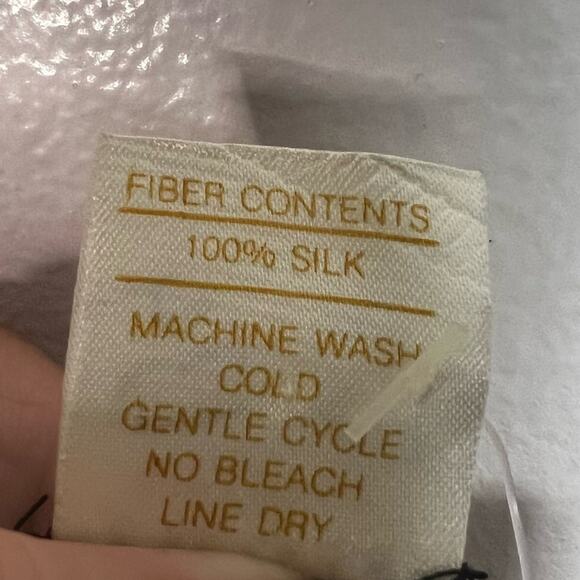 FIBER CONTENTS
100% SILK
MACHINE WASH
COLD
GENTLE CYCLE
NO BLEACH
LINE DRY